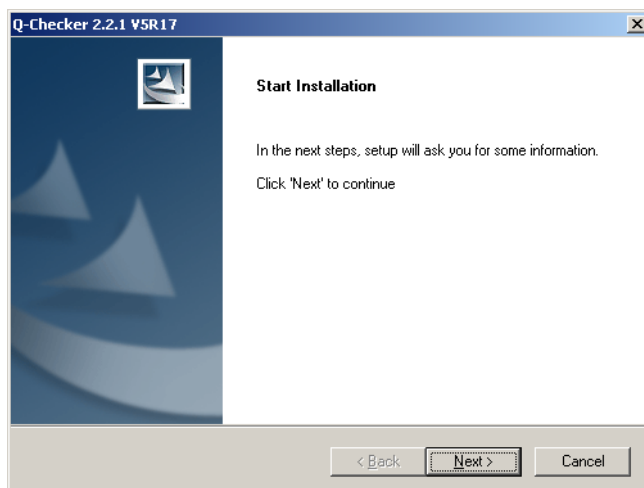 Q-Checker 2.2.1 V5R17
Start Installation
In the next steps, setup will ask you for some information.
Click 'Next' to continue
< Back
Next >
Cancel